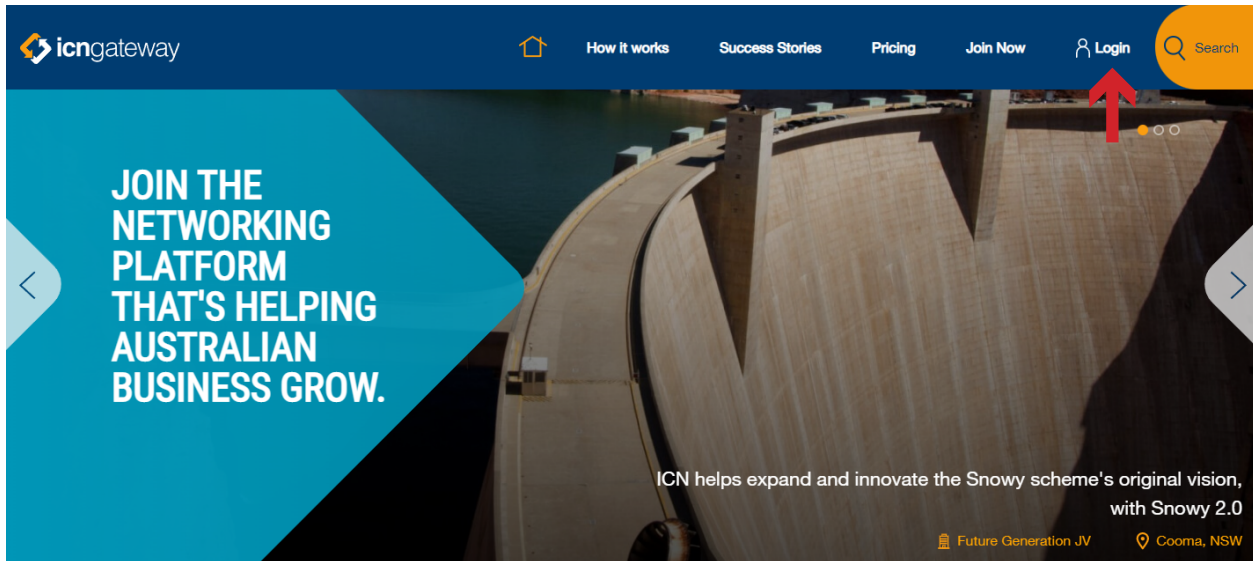 icngateway
How it works Success Stories Pricing Join Now Login Search
JOIN THE
NETWORKING
PLATFORM
THAT'S HELPING
AUSTRALIAN
BUSINESS GROW.
ICN helps expand and innovate the Snowy scheme's original vision,
with Snowy 2.0
Future Generation JV Cooma, NSW